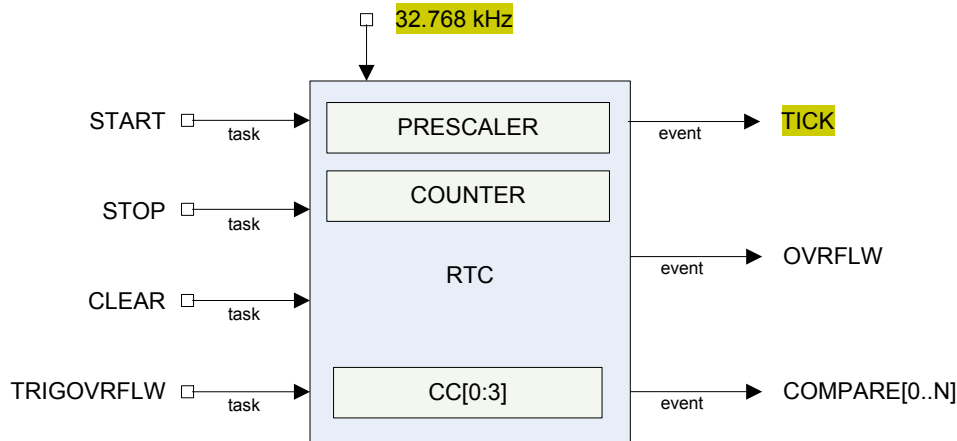 32.768 kHz
START
task
PRESCALER
event
TICK
STOP
task
COUNTER
RTC
event
OVRFLW
CLEAR
task
TRIGOVRFLW
task
CC[0:3]
event
COMPARE[0..N]